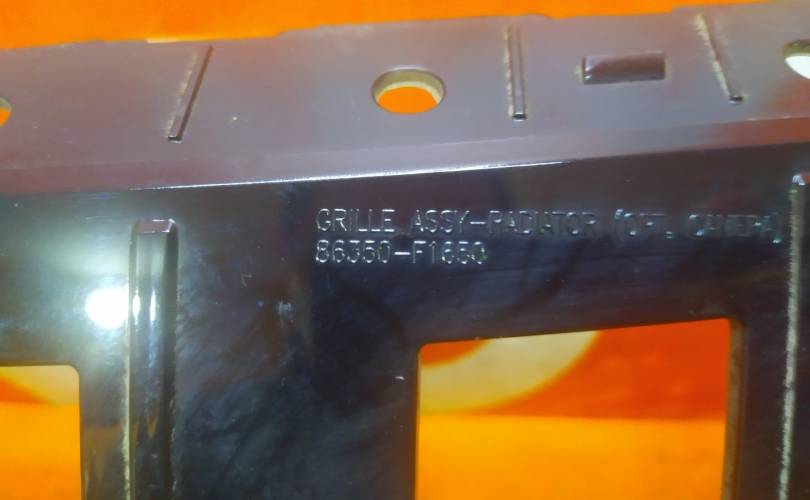 GRILLE ASSY-RADIATOR (OPT. CAMERA)
86350-F1650